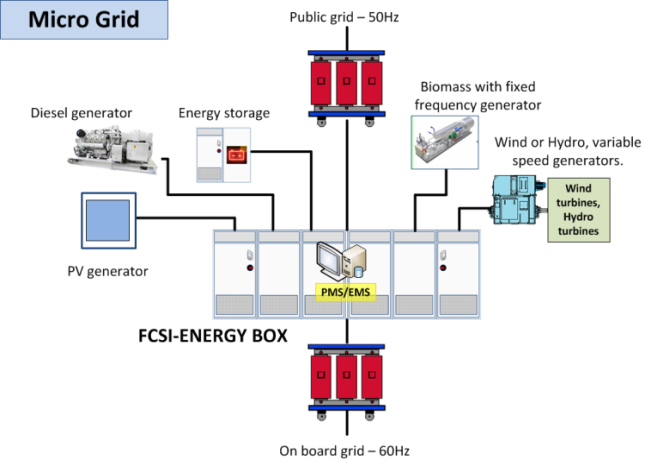 Micro Grid
Public grid – 50Hz
Diesel generator
Energy storage
Biomass with fixed
frequency generator
Wind or Hydro, variable
speed generators.
Wind
turbines,
Hydro
turbines
PV generator
PMS/EMS
FCSI-ENERGY BOX
On board grid – 60Hz